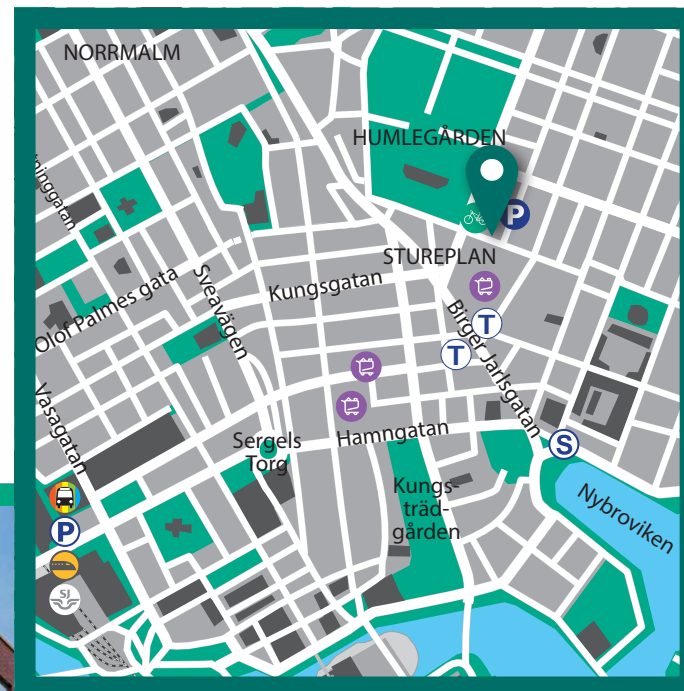 NORRMALM
HUMLEGÅRDEN
P
STUREPLAN
Olof Palmes gata
Sveavägen
Kungsgatan
T
T
Birger Jarlsgatan
Vasagatan
Sergels
Torg
Hamngatan
S
Kungs-
träd-
gården
Nybroviken
P
SJ